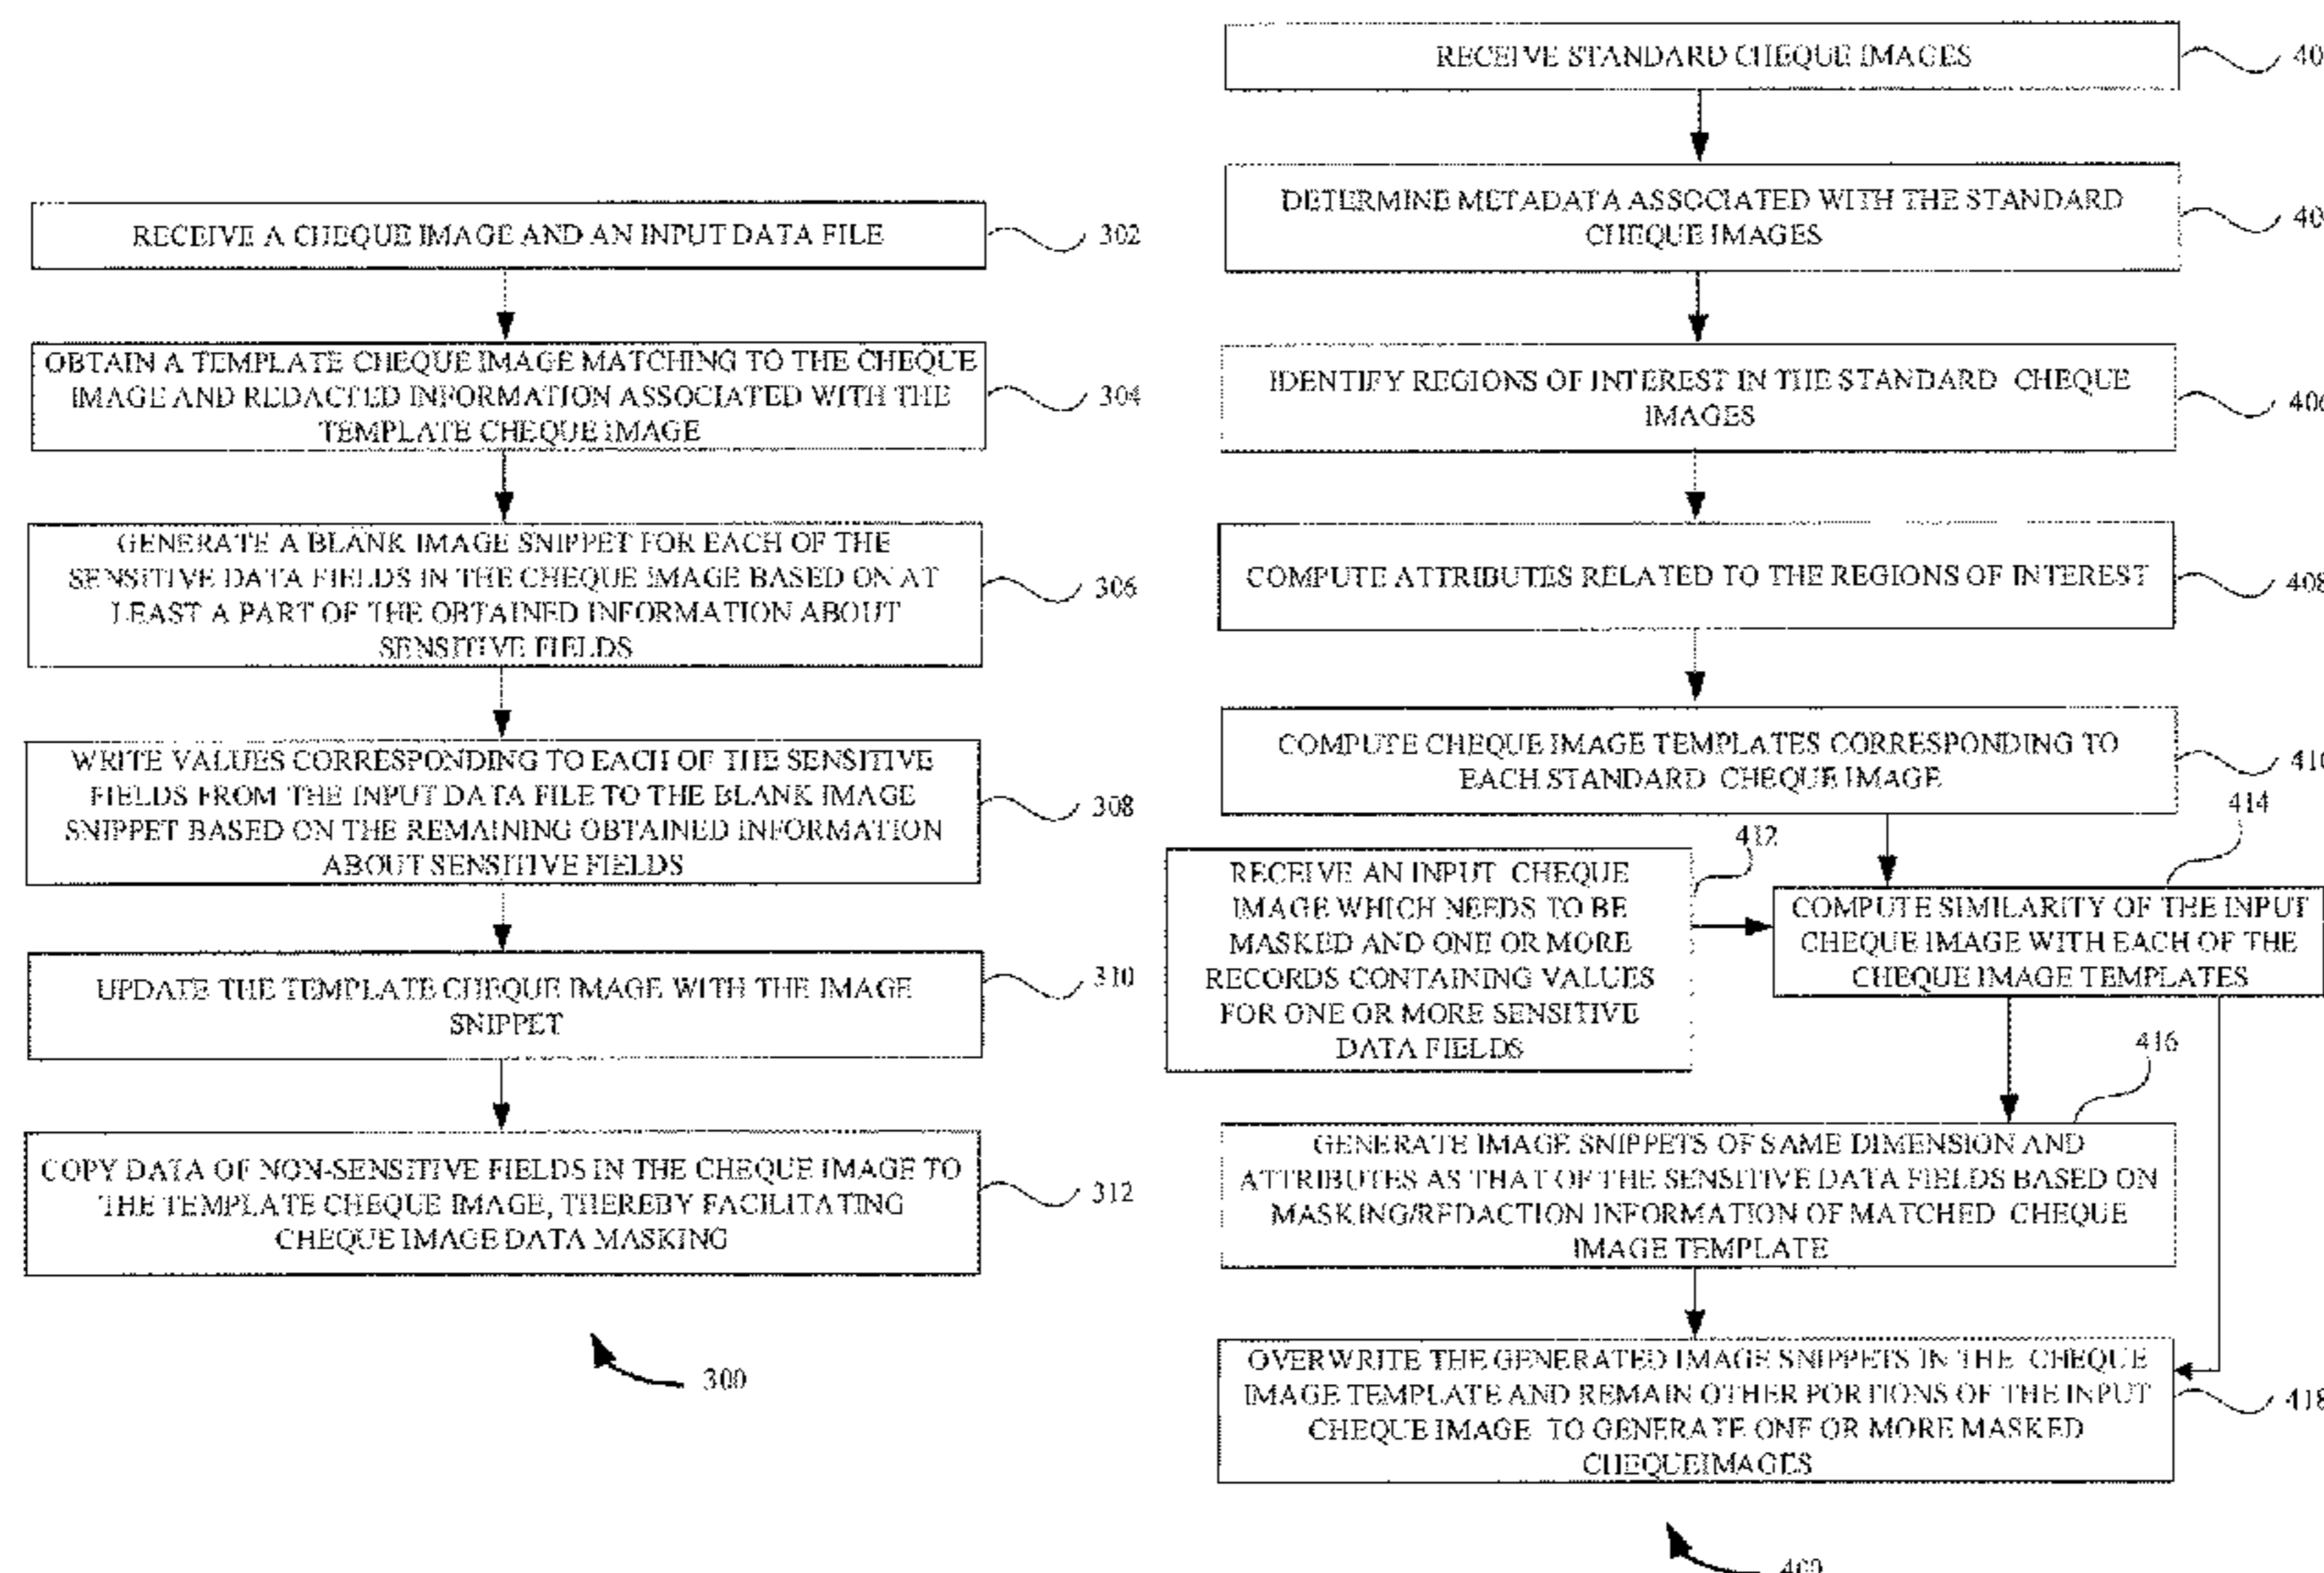 RECEIVE A CHEQUE IMAGE AND AN INPUT DATA FILE
302
OBTAIN A TEMPLATE CHEQUE IMAGE MATCHING TO THE CHEQUE
IMAGE AND REDACTED INFORMATION ASSOCIATED WITH THE
TEMPLATE CHEQUE IMAGE
304
GENERATE A BLANK IMAGE SNIPPET FOR EACH OF THE
SENSITIVE DATA FIELDS IN THE CHEQUE IMAGE BASED ON AT
LEAST A PART OF THE OBTAINED INFORMATION ABOUT
SENSITIVE FIELDS
306
WRITE VALUES CORRESPONDING TO EACH OF THE SENSITIVE
FIELDS FROM THE INPUT DATA FILE TO THE BLANK IMAGE
SNIPPET BASED ON THE REMAINING OBTAINED INFORMATION
ABOUT SENSITIVE FIELDS
308
UPDATE THE TEMPLATE CHEQUE IMAGE WITH THE IMAGE
SNIPPET
310
COPY DATA OF NON-SENSITIVE FIELDS IN THE CHEQUE IMAGE TO
THE TEMPLATE CHEQUE IMAGE, THEREBY FACILITATING
CHEQUE IMAGE DATA MASKING
312
300
RECEIVE STANDARD CHEQUE IMAGES
40
DETERMINE METADATA ASSOCIATED WITH THE STANDARD
CHEQUE IMAGES
40
IDENTIFY REGIONS OF INTEREST IN THE STANDARD CHEQUE
IMAGES
406
COMPUTE ATTRIBUTES RELATED TO THE REGIONS OF INTEREST
408
COMPUTE CHEQUE IMAGE TEMPLATES CORRESPONDING TO
EACH STANDARD CHEQUE IMAGE
410
412
RECEIVE AN INPUT CHEQUE
IMAGE WHICH NEEDS TO BE
MASKED AND ONE OR MORE
RECORDS CONTAINING VALUES
FOR ONE OR MORE SENSITIVE
DATA FIELDS
414
COMPUTE SIMILARITY OF THE INPUT
CHEQUE IMAGE WITH EACH OF THE
CHEQUE IMAGE TEMPLATES
416
GENERATE IMAGE SNIPPETS OF SAME DIMENSION AND
ATTRIBUTES AS THAT OF THE SENSITIVE DATA FIELDS BASED ON
MASKING/REDACTION INFORMATION OF MATCHED CHEQUE
IMAGE TEMPLATE
OVERWRITE THE GENERATED IMAGE SNIPPETS IN THE CHEQUE
IMAGE TEMPLATE AND REMAIN OTHER PORTIONS OF THE INPUT
CHEQUE IMAGE TO GENERATE ONE OR MORE MASKED
CHEQUEIMAGES
418
400